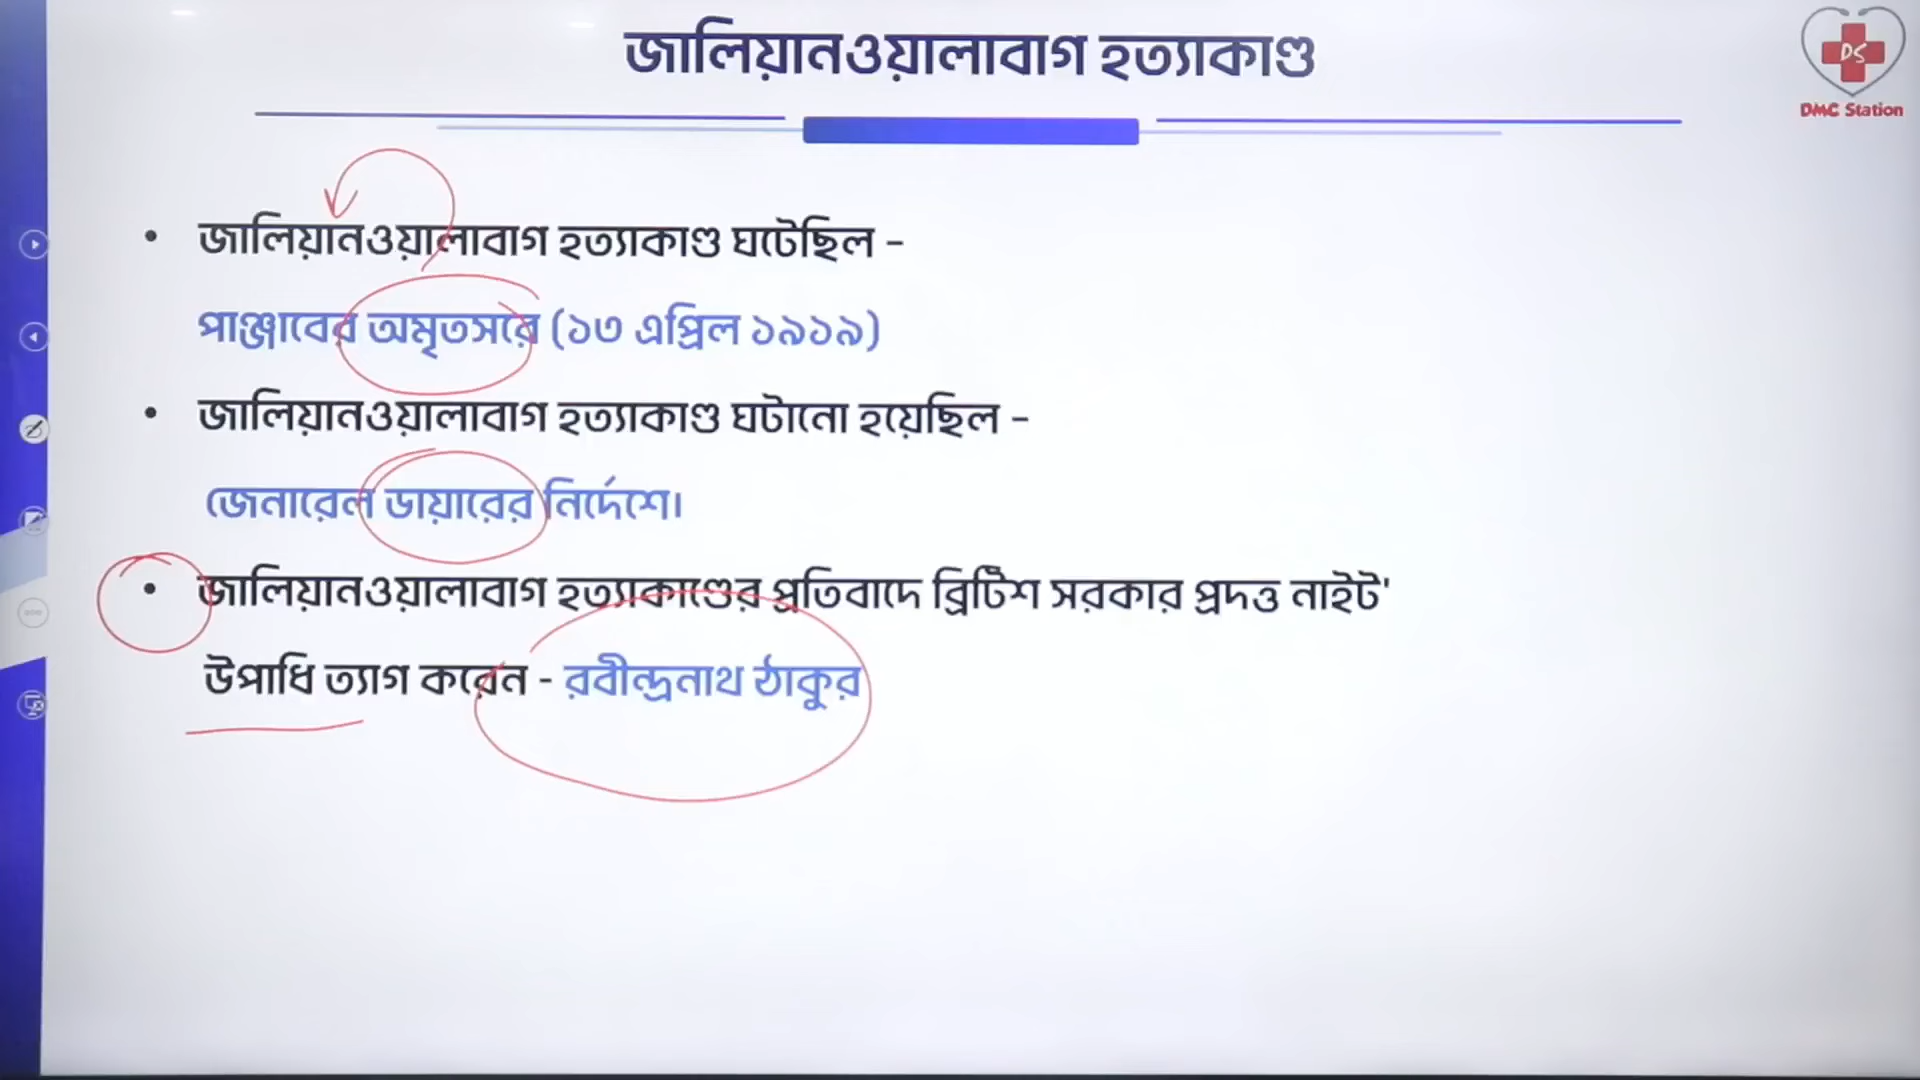 জালিয়ানওয়ালাবাগ হত্যাকাণ্ড
DS
DMC Station
• জালিয়ানওয়ালাবাগ হত্যাকাণ্ড ঘটেছিল –
পাঞ্জাবের অমৃতসরে (১৩ এপ্রিল ১৯১৯)
• জালিয়ানওয়ালাবাগ হত্যাকাণ্ড ঘটানো হয়েছিল –
জেনারেল ডায়ারের নির্দেশে।
• জালিয়ানওয়ালাবাগ হত্যাকাণ্ডের প্রতিবাদে ব্রিটিশ সরকার প্রদত্ত নাইট'
উপাধি ত্যাগ করেন - রবীন্দ্রনাথ ঠাকুর